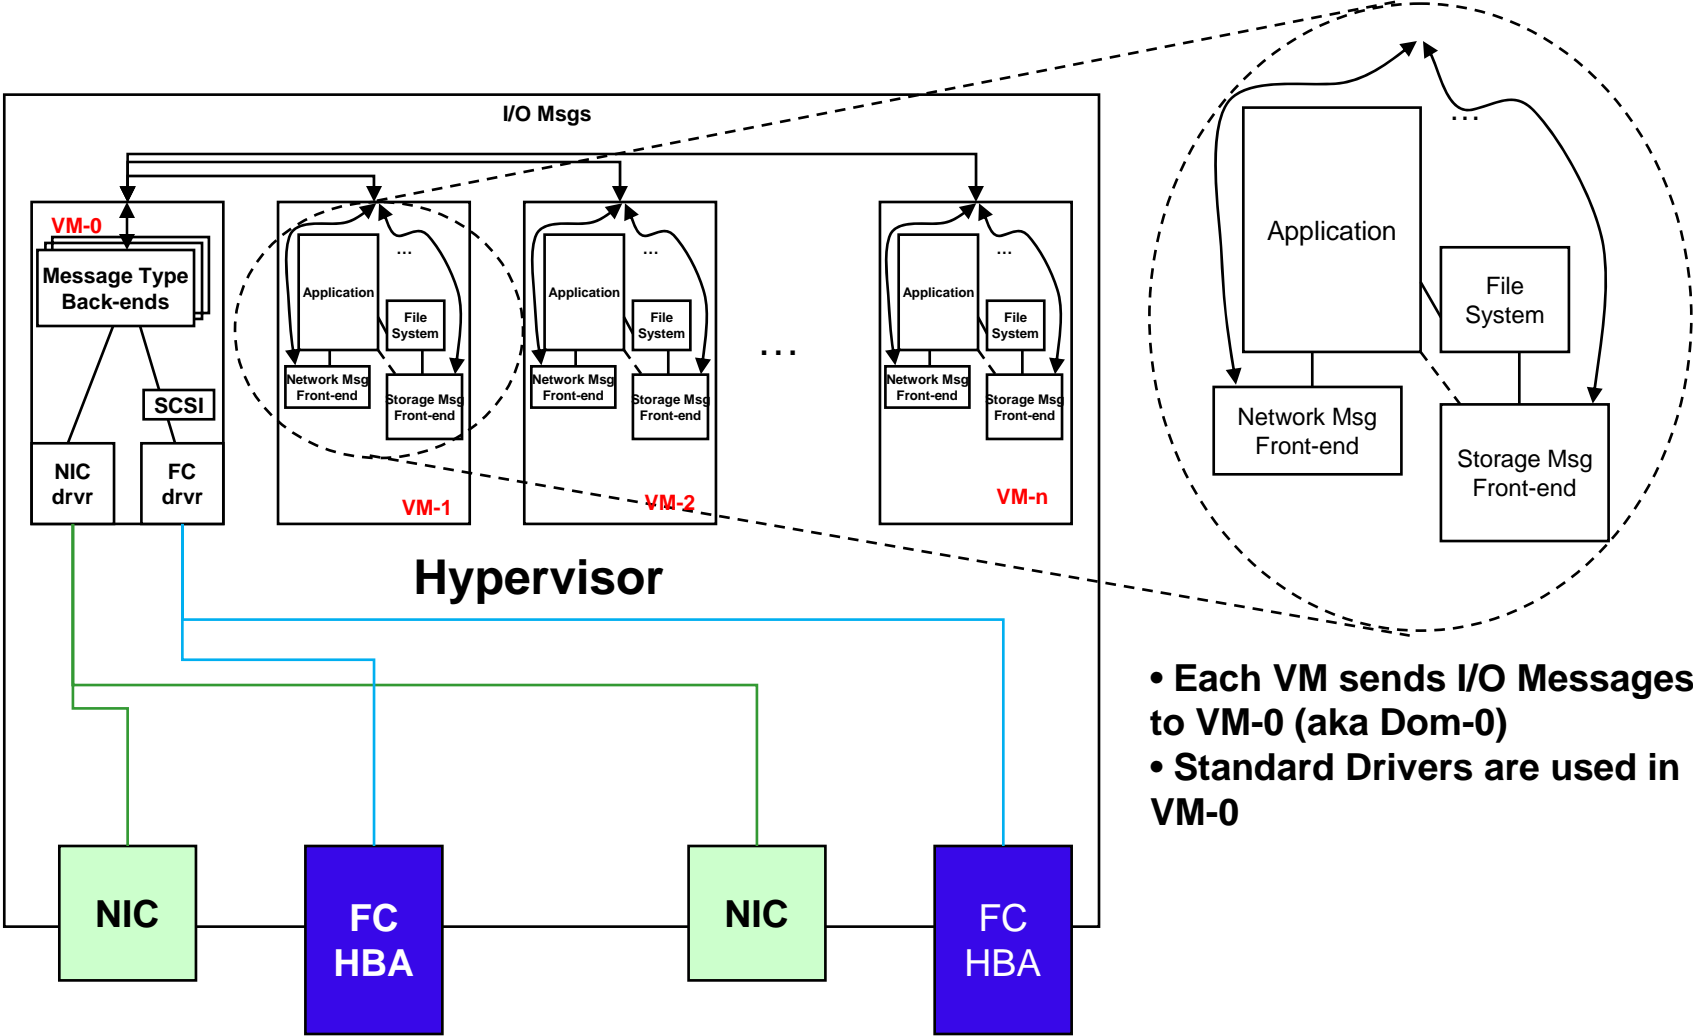 I/O Msgs
VM-0
Message Type
Back-ends
SCSI
NIC
drvr
FC
drvr
...
Application
File
System
Network Msg
Front-end
Storage Msg
Front-end
VM-1
...
Application
File
System
Network Msg
Front-end
Storage Msg
Front-end
VM-2
...
...
Application
File
System
Network Msg
Front-end
Storage Msg
Front-end
VM-n
Hypervisor
NIC
FC
HBA
NIC
FC
HBA
...
Application
File
System
Network Msg
Front-end
Storage Msg
Front-end
• Each VM sends I/O Messages
to VM-0 (aka Dom-0)
• Standard Drivers are used in
VM-0